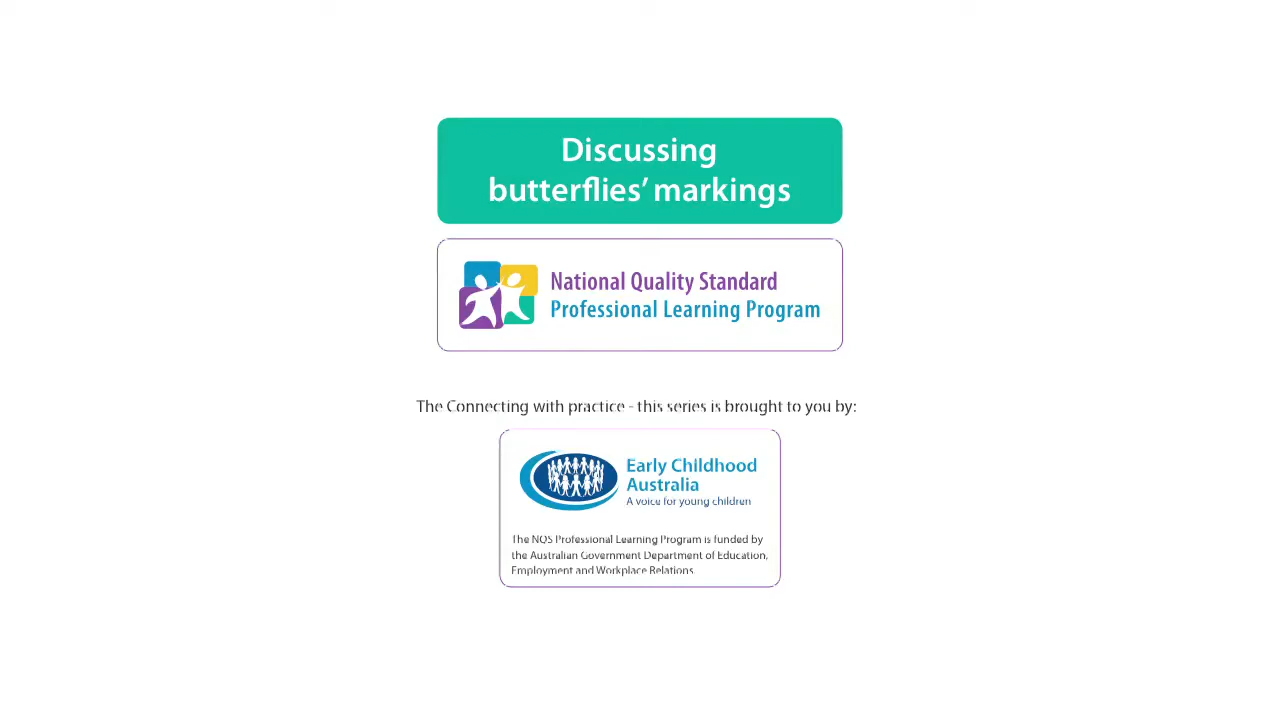 Discussing
butterflies’ markings
National Quality Standard
Professional Learning Program
The Connecting with practice - this series is brought to you by:
Early Childhood
Australia
A voice for young children
The NQS Professional Learning Program is funded by
the Australian Government Department of Education,
Employment and Workplace Relations